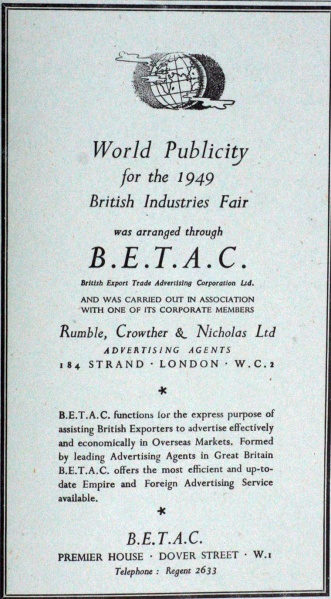 World Publicity
for the 1949
British Industries Fair
was arranged through
B.E.T.A.C.
British Export Trade Advertising Corporation Ltd.
AND WAS CARRIED OUT IN ASSOCIATION
WITH ONE OF ITS CORPORATE MEMBERS
Rumble, Crowther & Nicholas Ltd
ADVERTISING AGENTS
184 STRAND · LONDON · W.C.2
*
B.E.T.A.C. functions for the express purpose of
assisting British Exporters to advertise effectively
and economically in Overseas Markets. Formed
by leading Advertising Agents in Great Britain
B.E.T.A.C. offers the most efficient and up-to-
date Empire and Foreign Advertising Service
available.
*
B.E.T.A.C.
PREMIER HOUSE · DOVER STREET · W.1
Telephone : Regent 2633